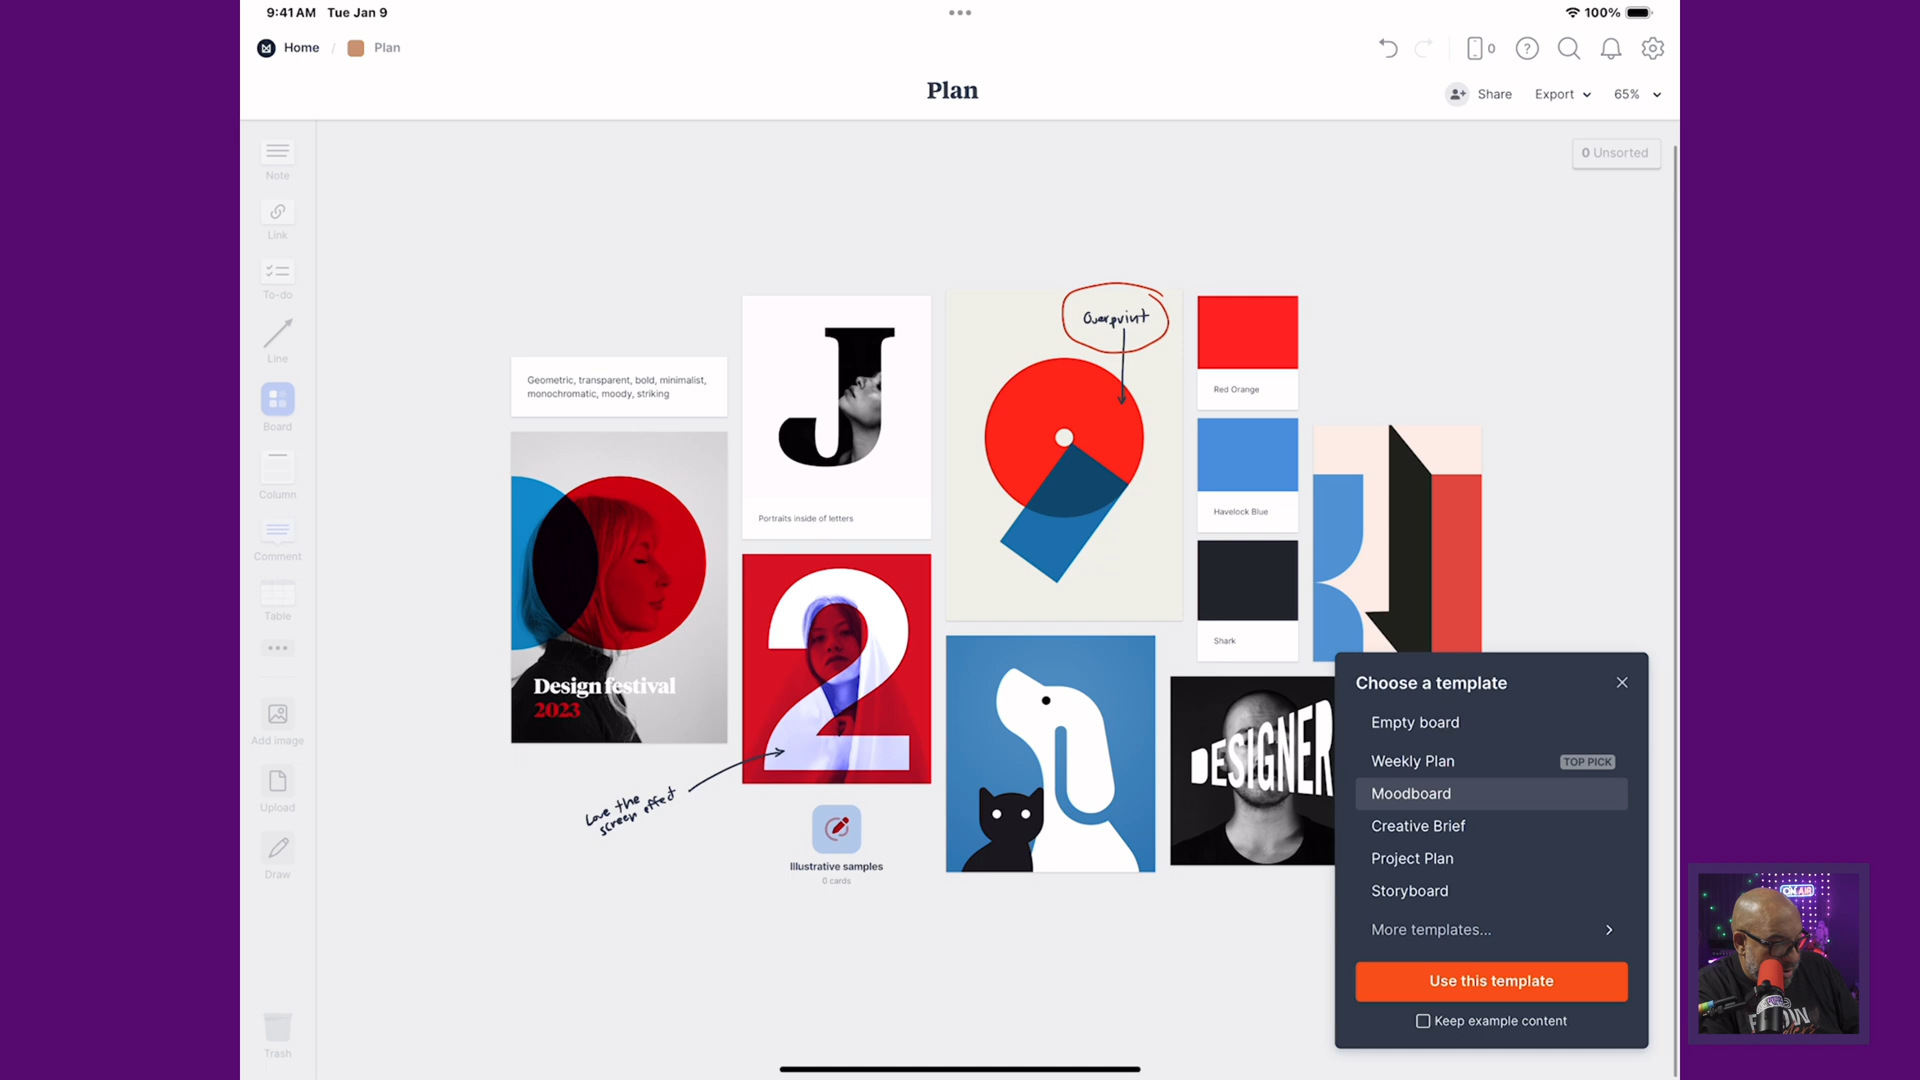 9:41 AM Tue Jan 9
100%
Home / Plan
0
Plan
Share
Export
65%
0 Unsorted
Note
Link
To-do
Line
Board
Column
Comment
Table
Add image
Upload
Draw
Trash
Geometric, transparent, bold, minimalist,
monochromatic, moody, striking
Design festival
2023
J
Portraits inside of letters
2
Love the
screen effect
Illustrative samples
0 cards
Overprint
Red Orange
Havelock Blue
Shark
DESIGNER
Choose a template
Empty board
Weekly Plan
TOP PICK
Moodboard
Creative Brief
Project Plan
Storyboard
More templates...
Use this template
Keep example content
ON AIR